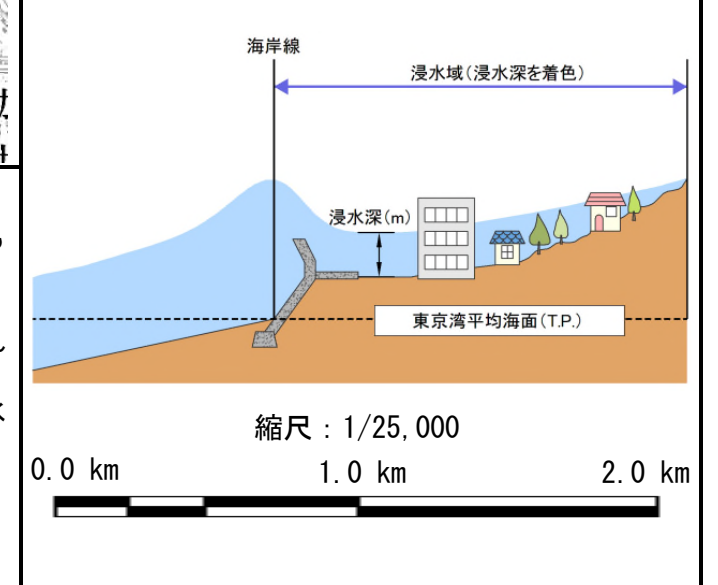 海岸線
浸水域(浸水深を着色)
浸水深(m)
東京湾平均海面(T.P.)
縮尺:1/25,000
0.0 km 1.0 km 2.0 km